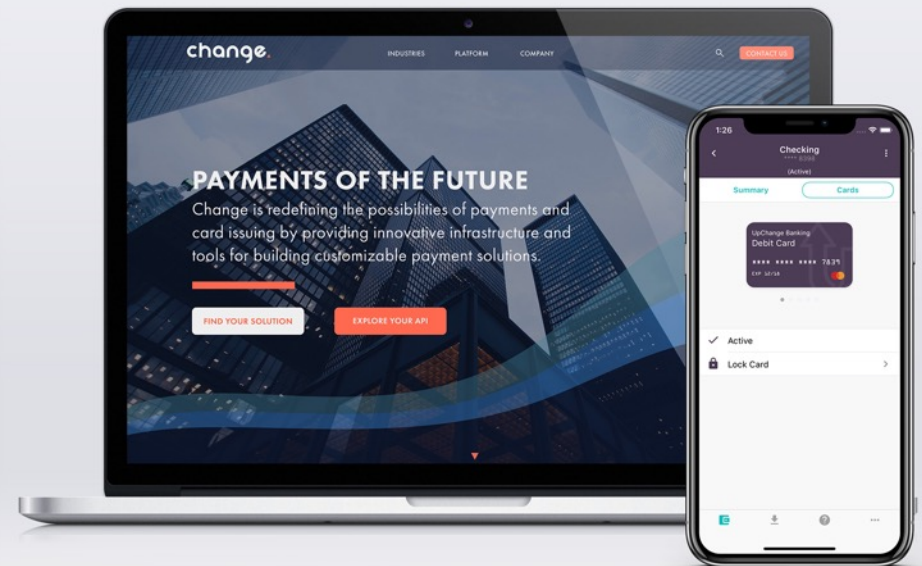 change.
INDUSTRIES PLATFORM COMPANY
CONTACT US
PAYMENTS OF THE FUTURE
Change is redefining the possibilities of payments and
card issuing by providing innovative infrastructure and
tools for building customizable payment solutions.
FIND YOUR SOLUTION
EXPLORE YOUR API
1:26
Checking
(Active)
Summary
Cards
UpChange Banking
Debit Card
**** **** **** 7839
Active
Lock Card